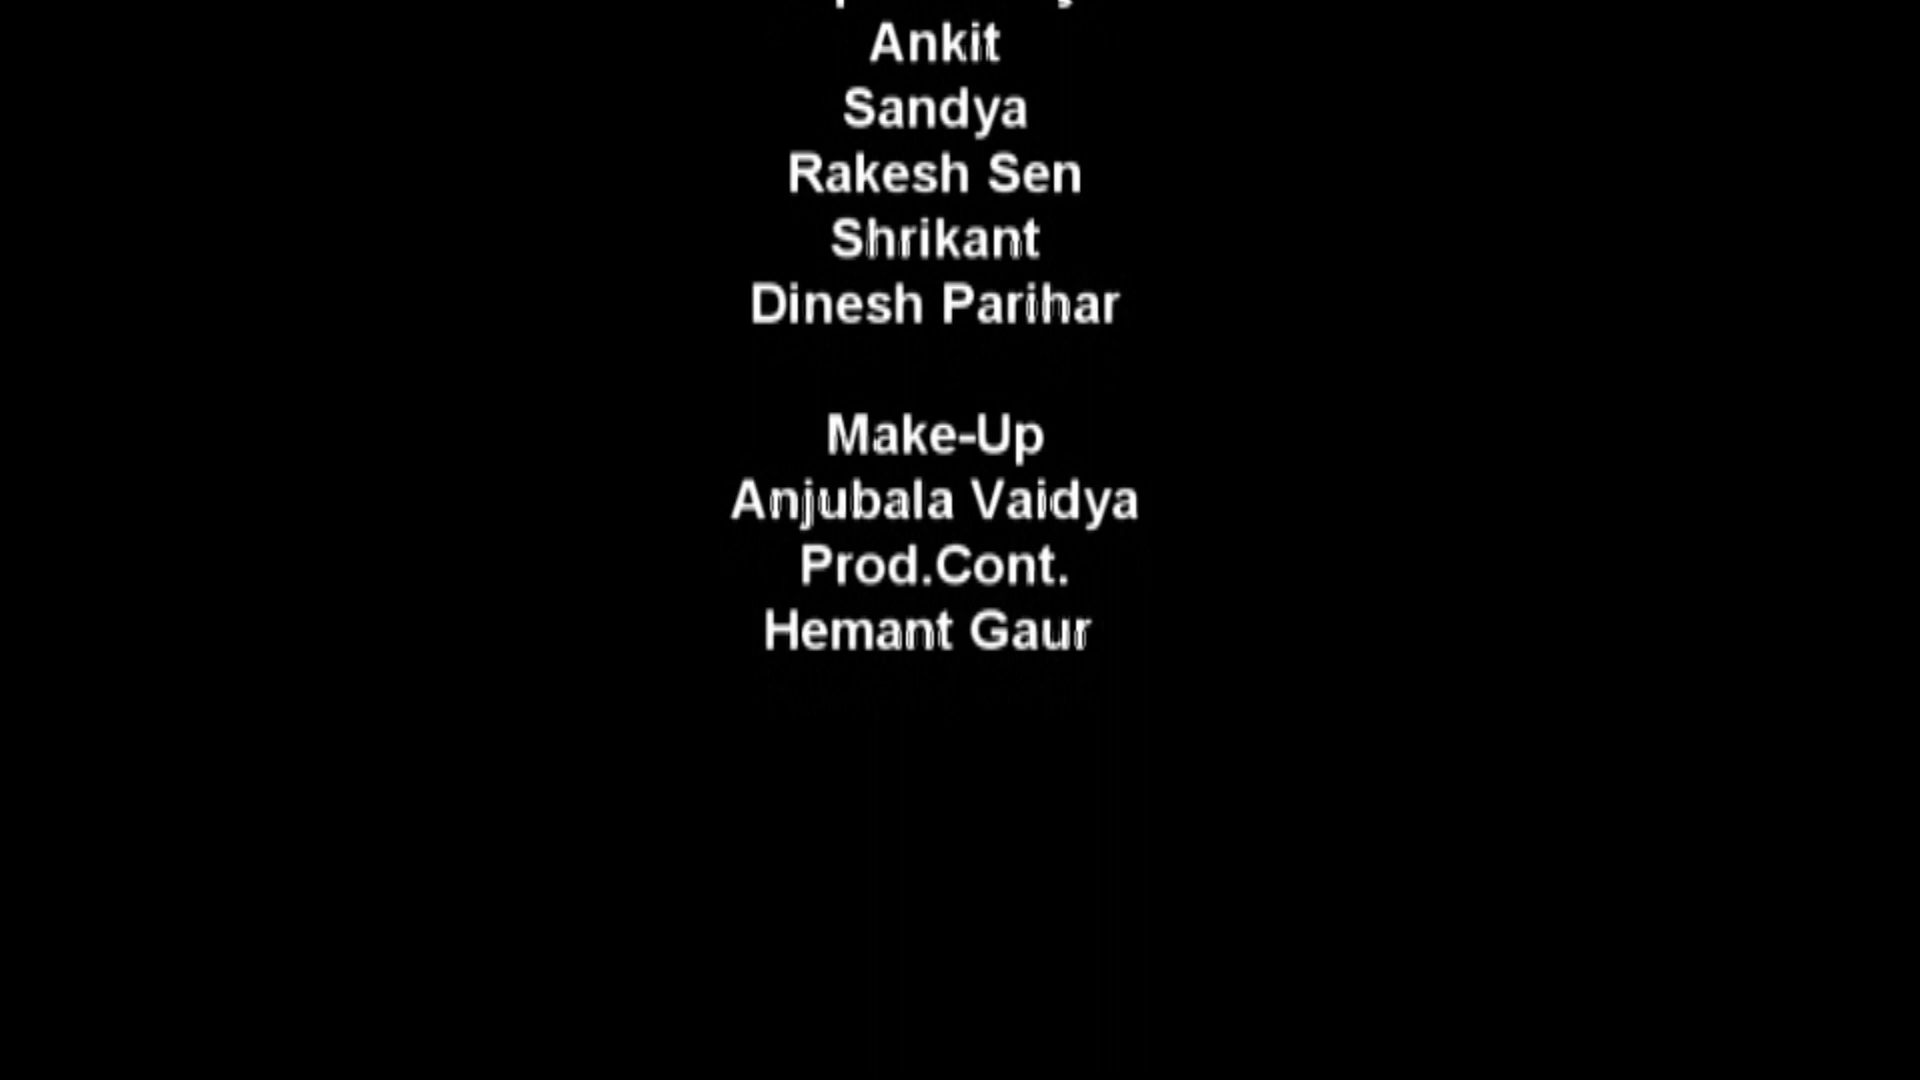 Ankit
Sandya
Rakesh Sen
Shrikant
Dinesh Parihar
Make-Up
Anjubala Vaidya
Prod.Cont.
Hemant Gaur